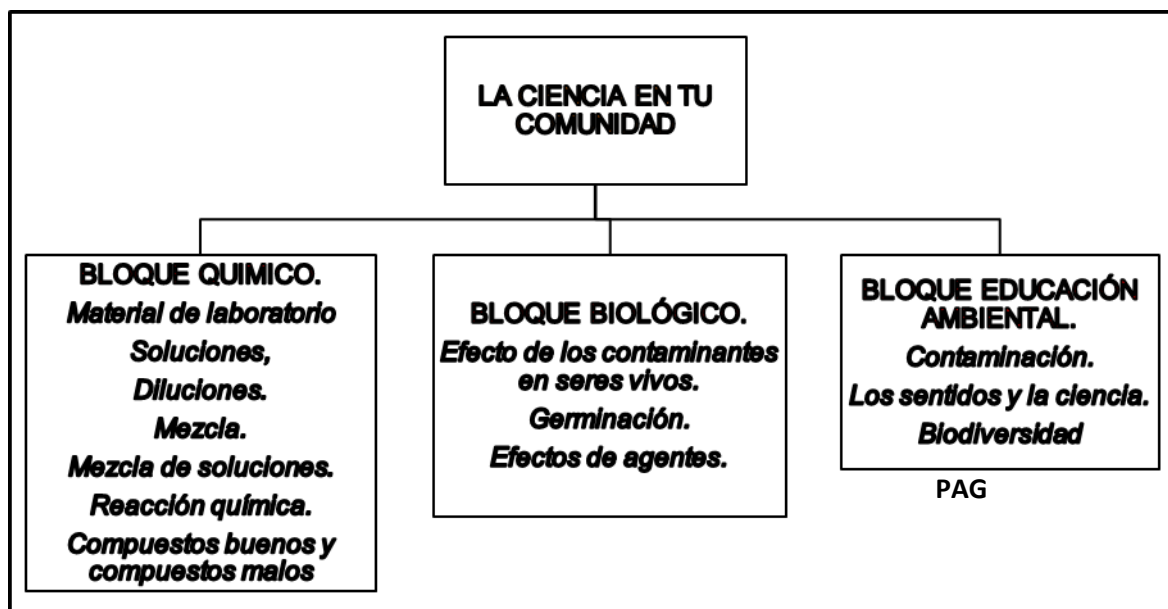 LA CIENCIA EN TU
COMUNIDAD
BLOQUE QUIMICO.
Material de laboratorio
Soluciones,
Diluciones.
Mezcla.
Mezcla de soluciones.
Reacción química.
Compuestos buenos y
compuestos malos
BLOQUE BIOLÓGICO.
Efecto de los contaminantes
en seres vivos.
Germinación.
Efectos de agentes.
BLOQUE EDUCACIÓN
AMBIENTAL.
Contaminación.
Los sentidos y la ciencia.
Biodiversidad
PAG